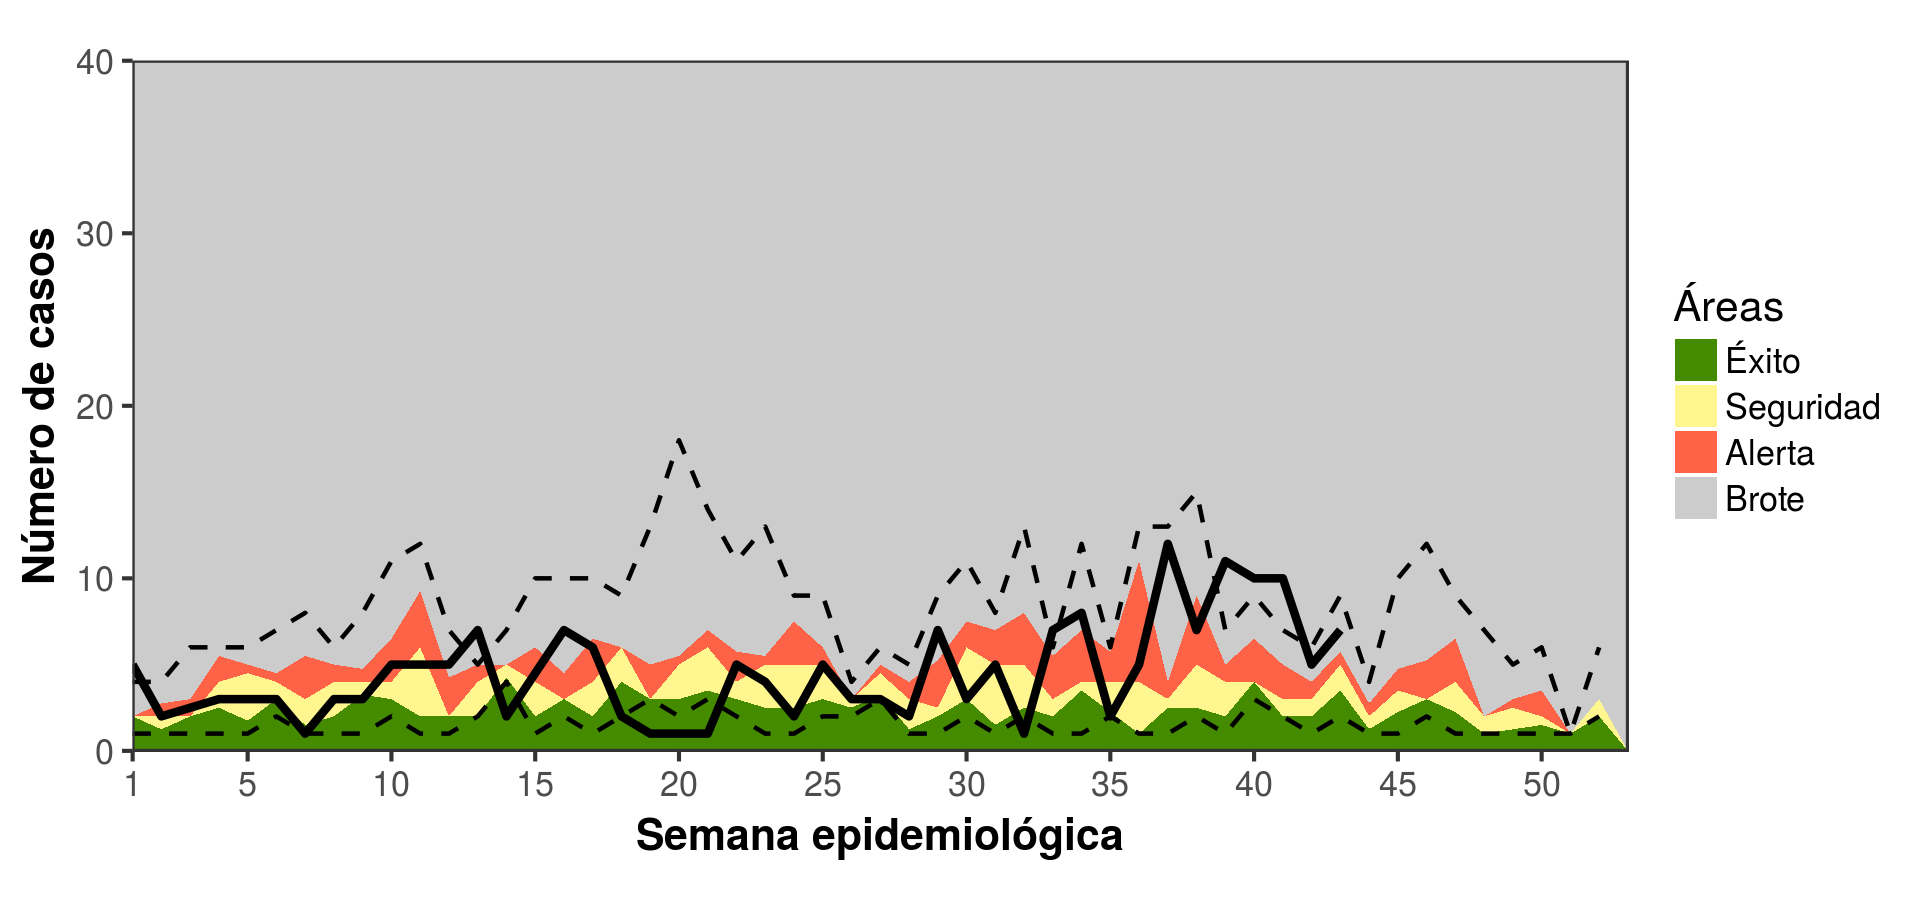 Número de casos
40
30
20
10
0
1 5 10 15 20 25 30 35 40 45 50
Semana epidemiológica
Áreas
Éxito
Seguridad
Alerta
Brote